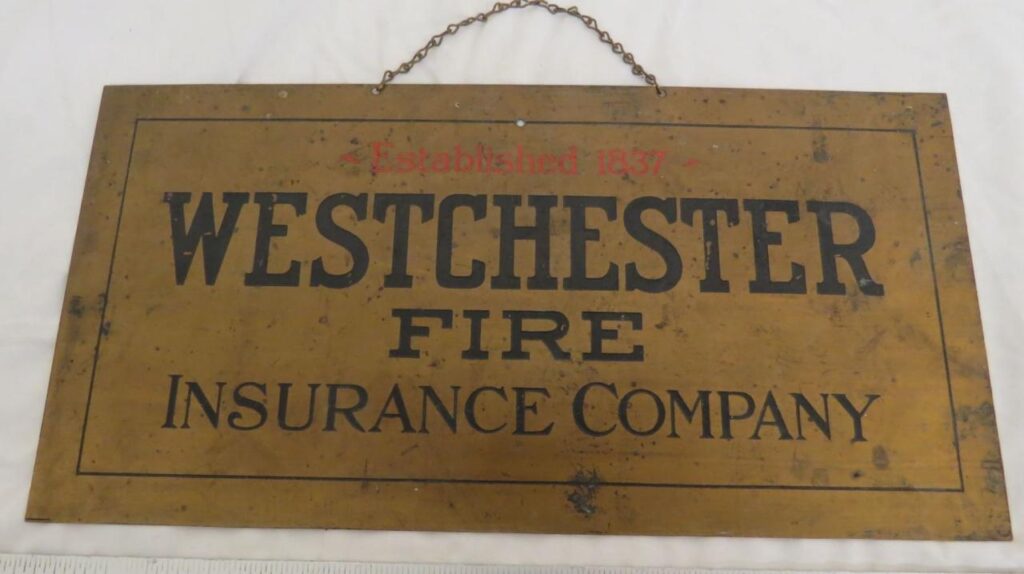 ~ Established 1837 ~
WESTCHESTER
FIRE
INSURANCE COMPANY